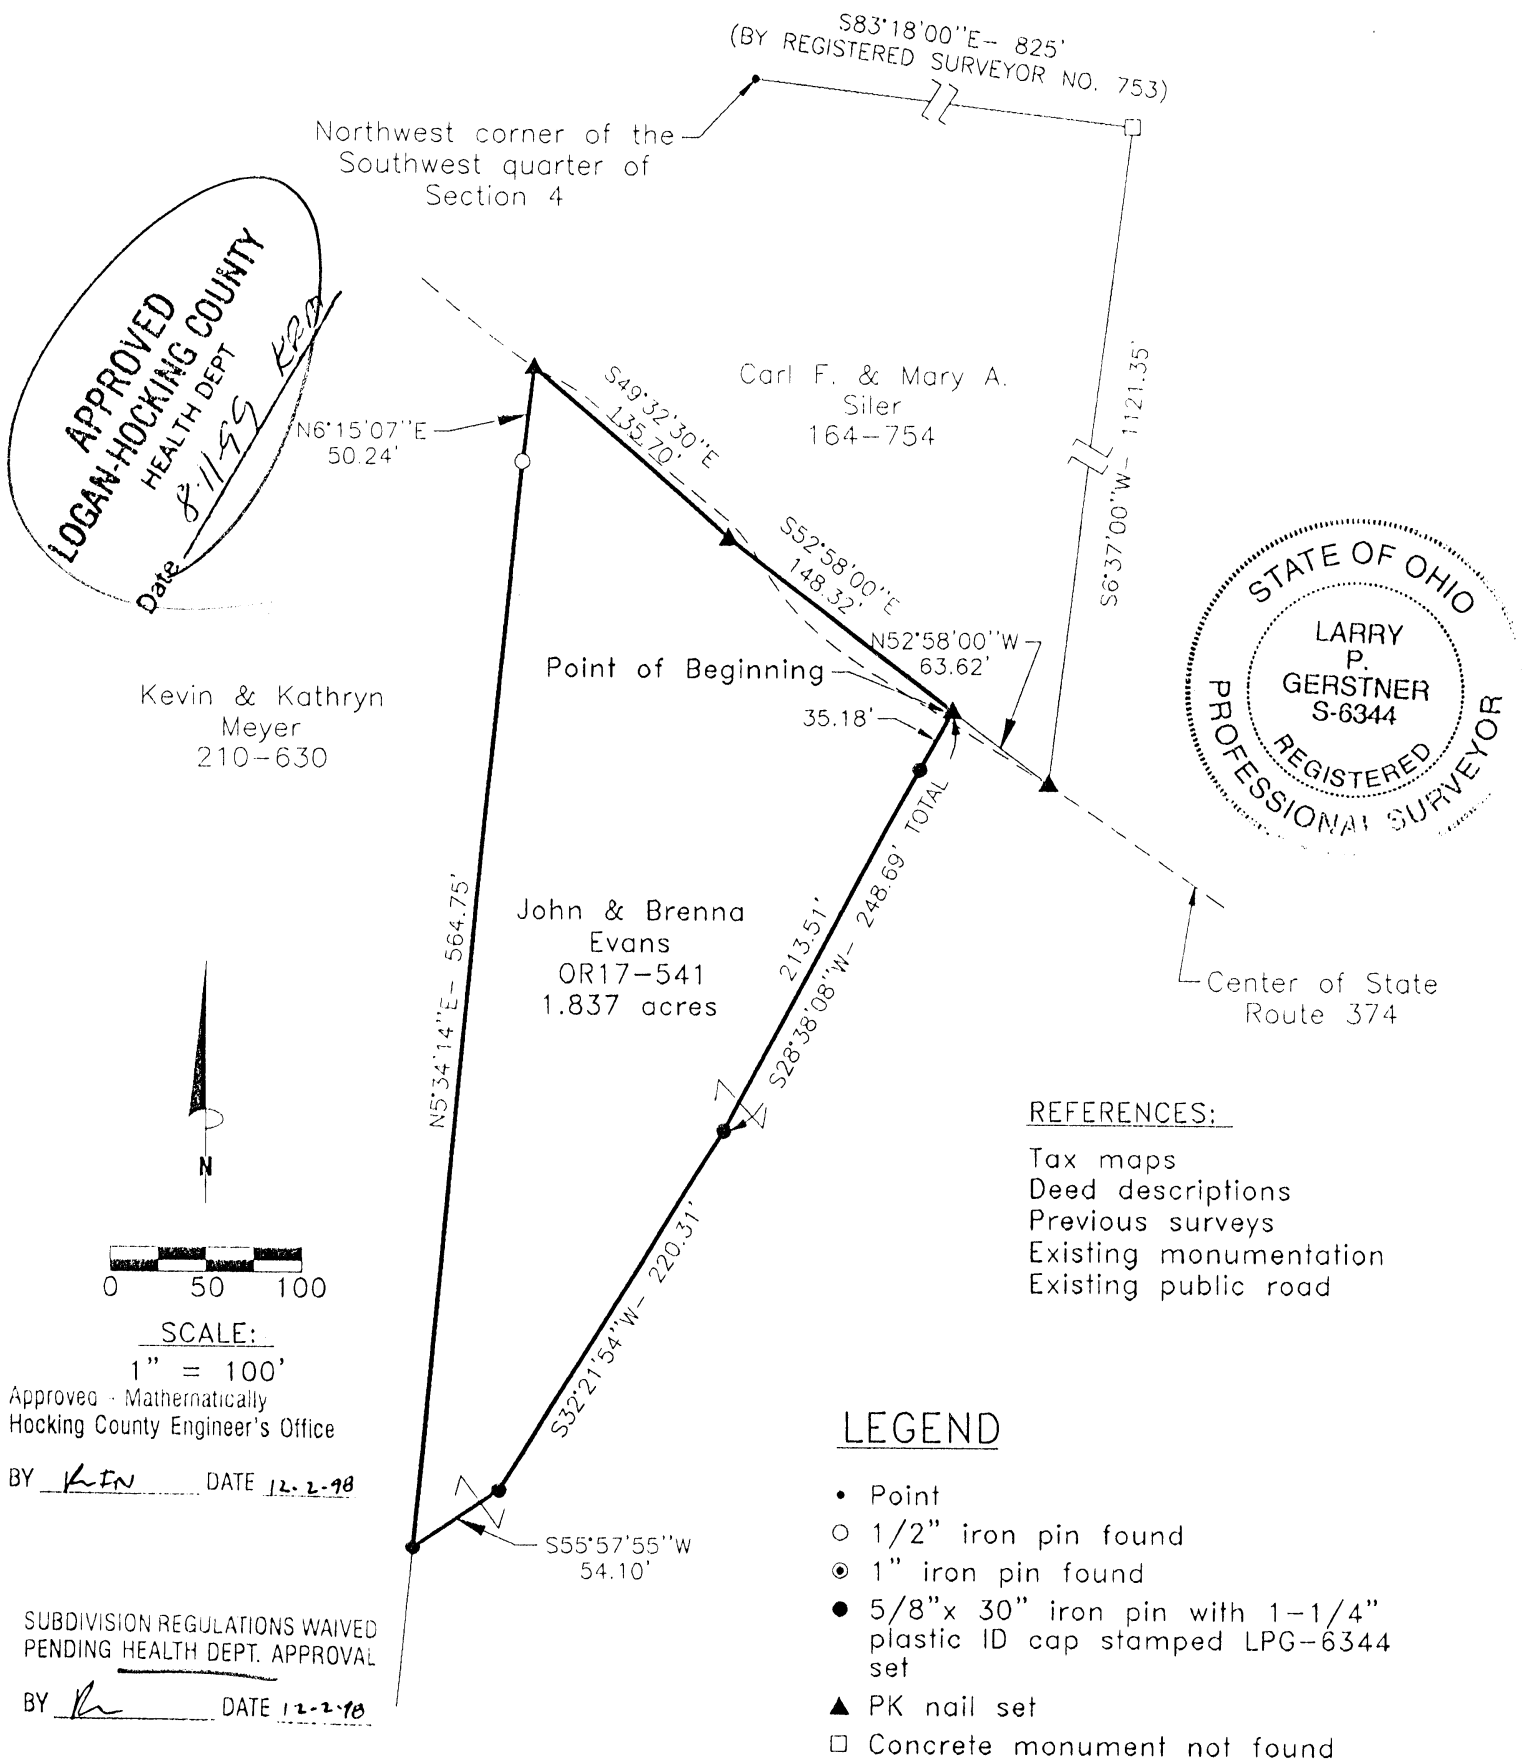 S83°18'00"E- 825'
(BY REGISTERED SURVEYOR NO. 753)
Northwest corner of the
Southwest quarter of
Section 4
APPROVED
LOGAN-HOCKING COUNTY
HEALTH DEPT
8-11-99
Date
N6°15'07"E
50.24'
S49°32'30"E
135.70'
Carl F. & Mary A.
Siler
164-754
S6°37'00"W- 1121.35'
S52°58'00"E
148.32'
N52°58'00"W
63.62'
Point of Beginning
35.18'
STATE OF OHIO
LARRY
P.
GERSTNER
S-6344
REGISTERED
PROFESSIONAL SURVEYOR
Kevin & Kathryn
Meyer
210-630
N5°34'14"E- 564.75'
John & Brenna
Evans
OR17-541
1.837 acres
213.51'
S28°38'08"W- 248.69' TOTAL
Center of State
Route 374
N
0 50 100
SCALE:
1" = 100'
REFERENCES:
Tax maps
Deed descriptions
Previous surveys
Existing monumentation
Existing public road
S32°21'54"W- 220.31'
Approved - Mathematically
Hocking County Engineer's Office
BY DATE 12-2-98
S55°57'55"W
54.10'
SUBDIVISION REGULATIONS WAIVED
PENDING HEALTH DEPT. APPROVAL
BY DATE 12-2-98
LEGEND
Point
1/2" iron pin found
1" iron pin found
5/8"x 30" iron pin with 1-1/4"
plastic ID cap stamped LPG-6344
set
PK nail set
Concrete monument not found